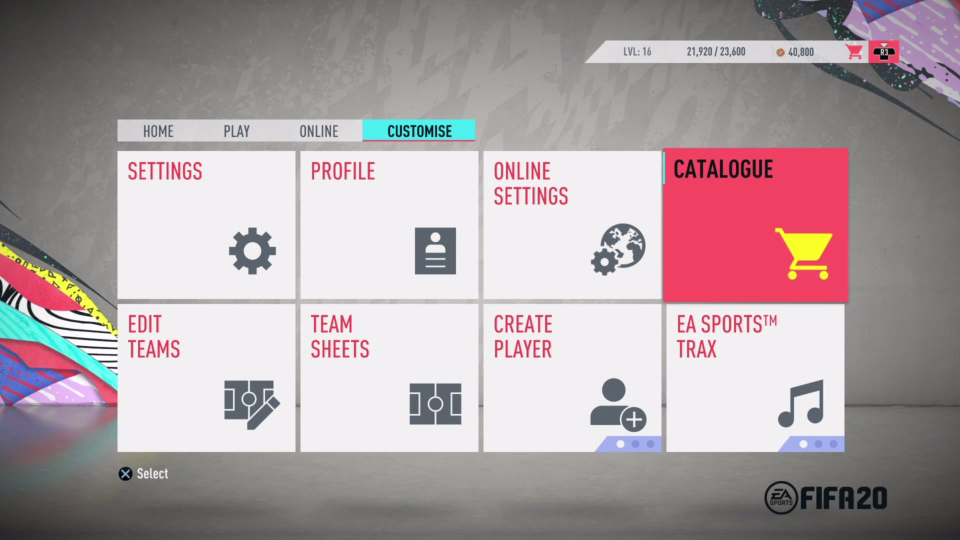 LVL: 16 21,920 / 23,600 40,800 R3
HOME PLAY ONLINE CUSTOMISE
SETTINGS
PROFILE
ONLINE
SETTINGS
CATALOGUE
EDIT
TEAMS
TEAM
SHEETS
CREATE
PLAYER
EA SPORTS™
TRAX
Select
EA SPORTS FIFA20